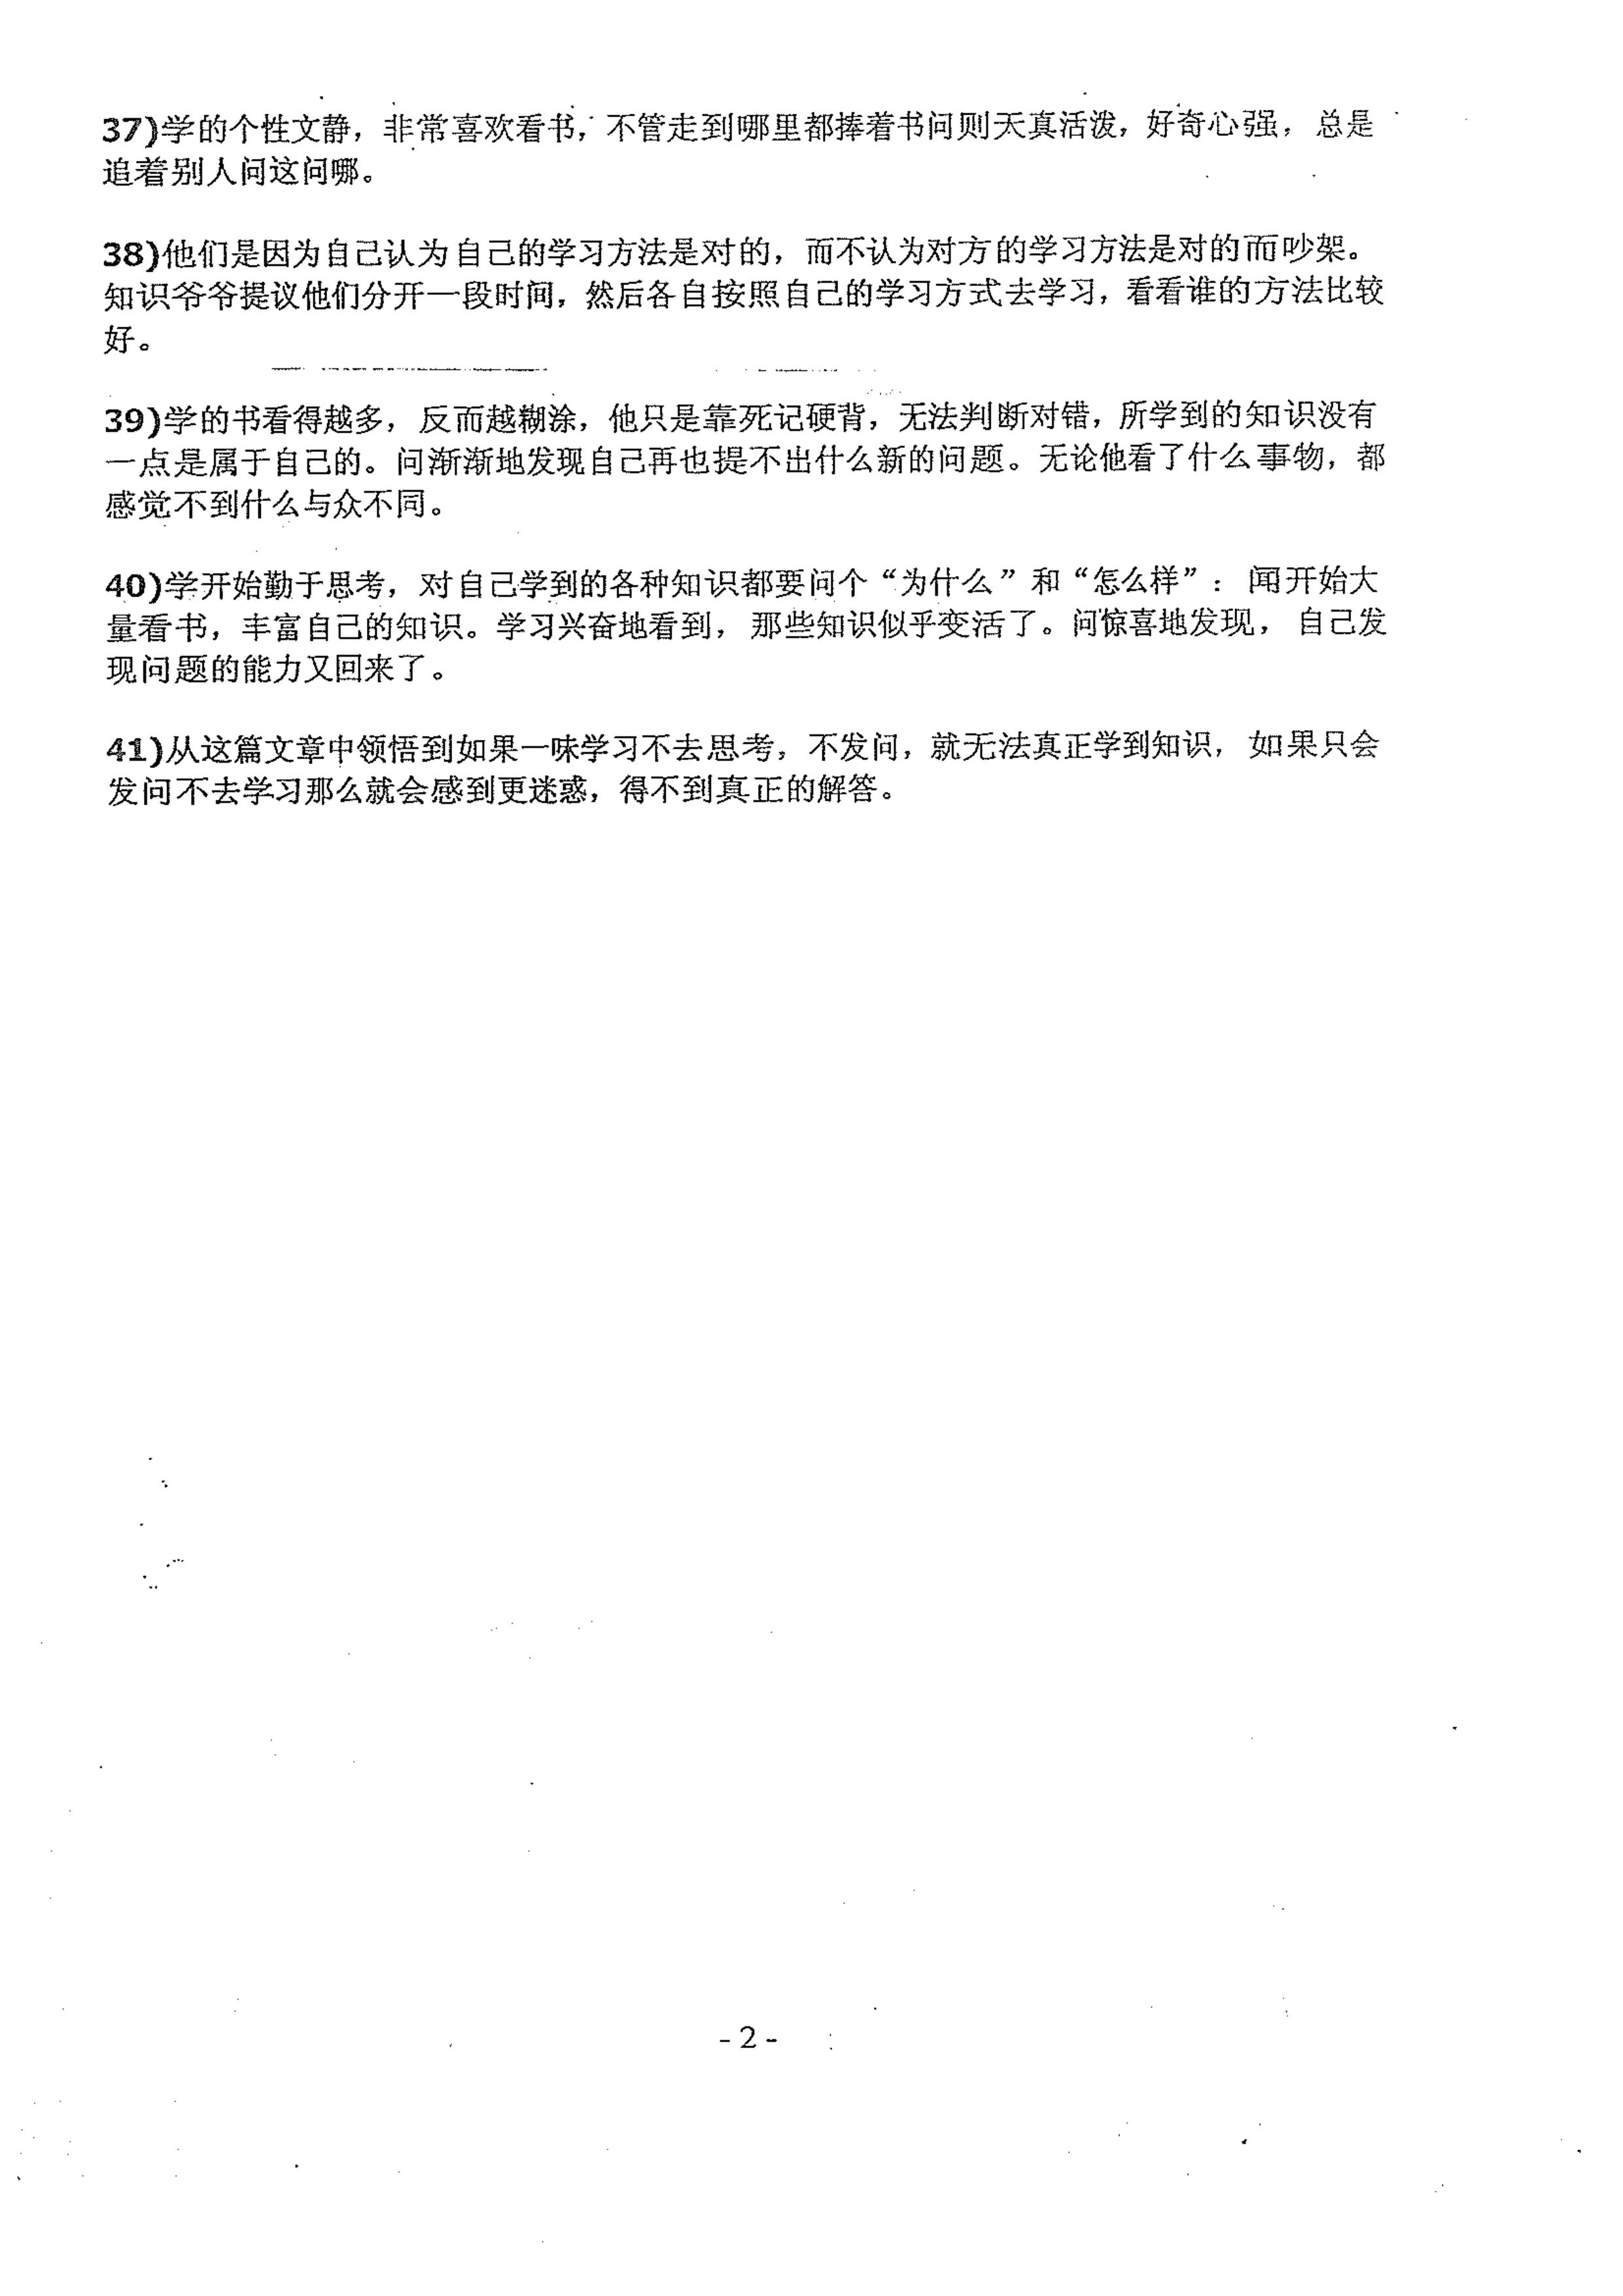 37)学的个性文静，非常喜欢看书，不管走到哪里都捧着书问则天真活泼，好奇心强，总是
追着别人问这问哪。
38)他们是因为自己认为自己的学习方法是对的，而不认为对方的学习方法是对的而吵架。
知识爷爷提议他们分开一段时间，然后各自按照自己的学习方式去学习，看看谁的方法比较
好。
39)学的书看得越多，反而越糊涂，他只是靠死记硬背，无法判断对错，所学到的知识没有
一点是属于自己的。问渐渐地发现自己再也提不出什么新的问题。无论他看了什么事物，都
感觉不到什么与众不同。
40)学开始勤于思考，对自己学到的各种知识都要问个“为什么”和“怎么样”：闻开始大
量看书，丰富自己的知识。学习兴奋地看到，那些知识似乎变活了。问惊喜地发现，自己发
现问题的能力又回来了。
41)从这篇文章中领悟到如果一味学习不去思考，不发问，就无法真正学到知识，如果只会
发问不去学习那么就会感到更迷惑，得不到真正的解答。
-2-